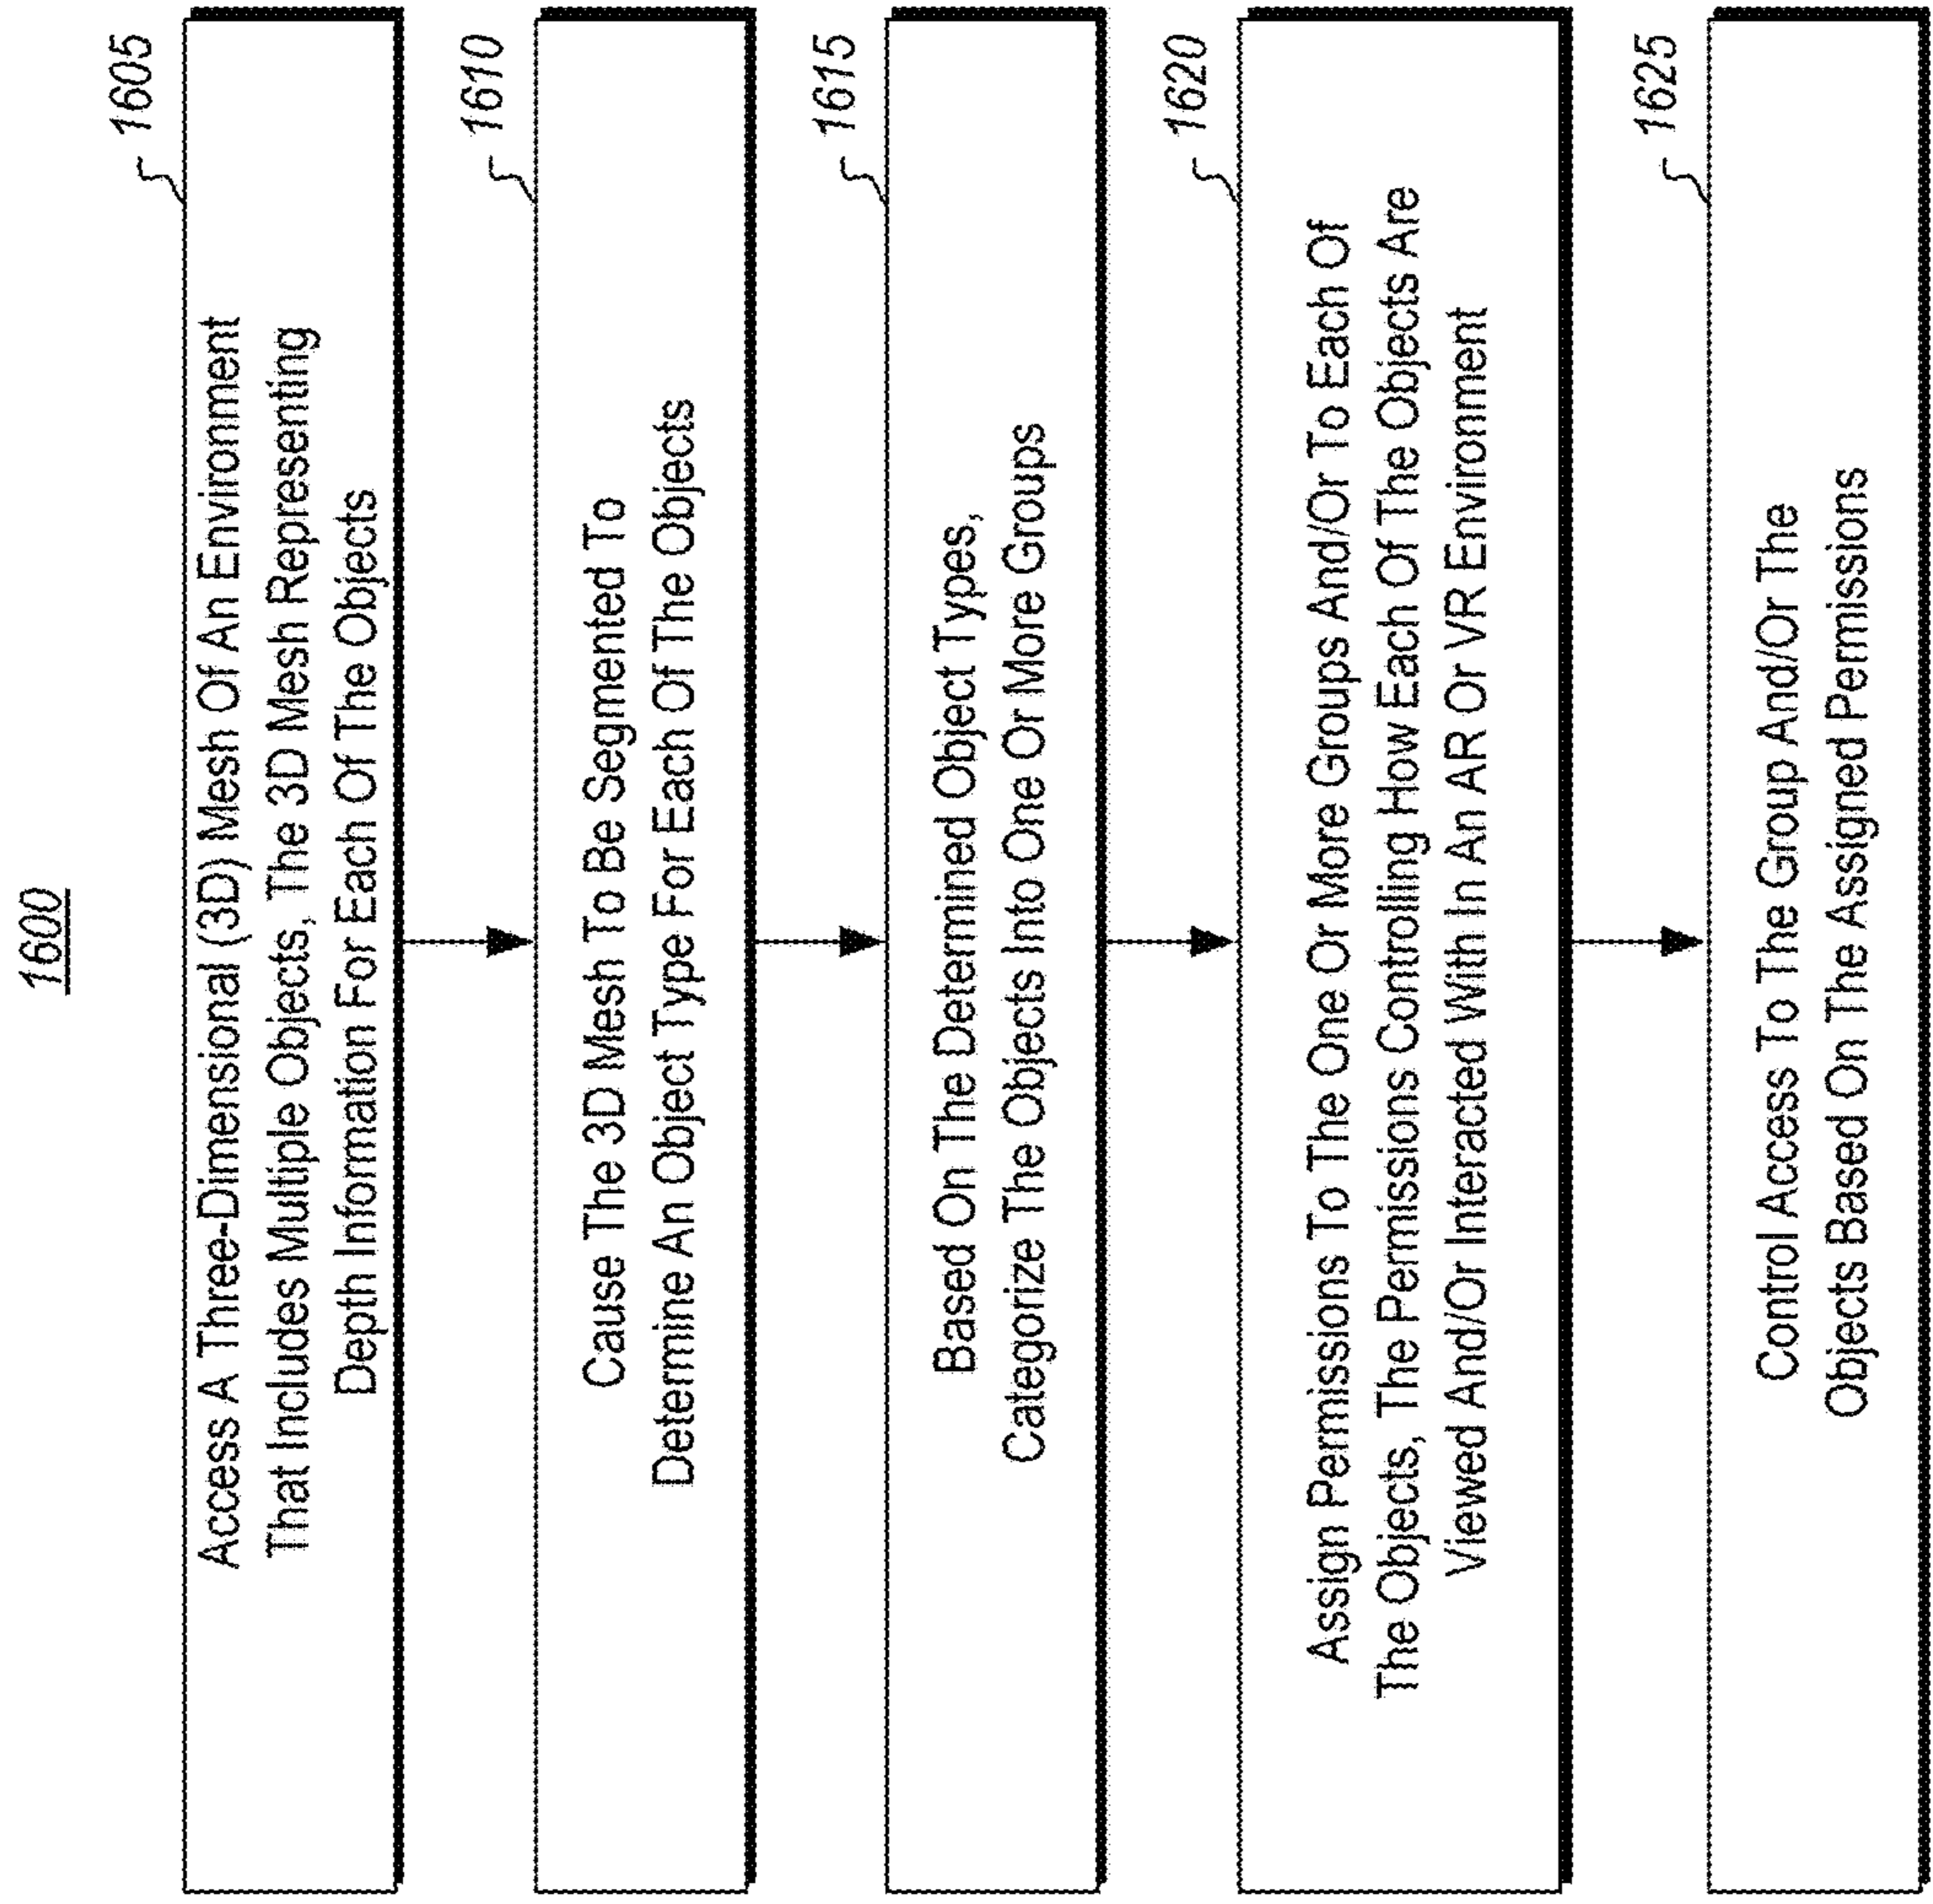 1600
1605
Access A Three-Dimensional (3D) Mesh Of An Environment
That Includes Multiple Objects, The 3D Mesh Representing
Depth Information For Each Of The Objects
1610
Cause The 3D Mesh To Be Segmented To
Determine An Object Type For Each Of The Objects
1615
Based On The Determined Object Types,
Categorize The Objects Into One Or More Groups
1620
Assign Permissions To The One Or More Groups And/Or To Each Of
The Objects, The Permissions Controlling How Each Of The Objects Are
Viewed And/Or Interacted With In An AR Or VR Environment
1625
Control Access To The Group And/Or The
Objects Based On The Assigned Permissions